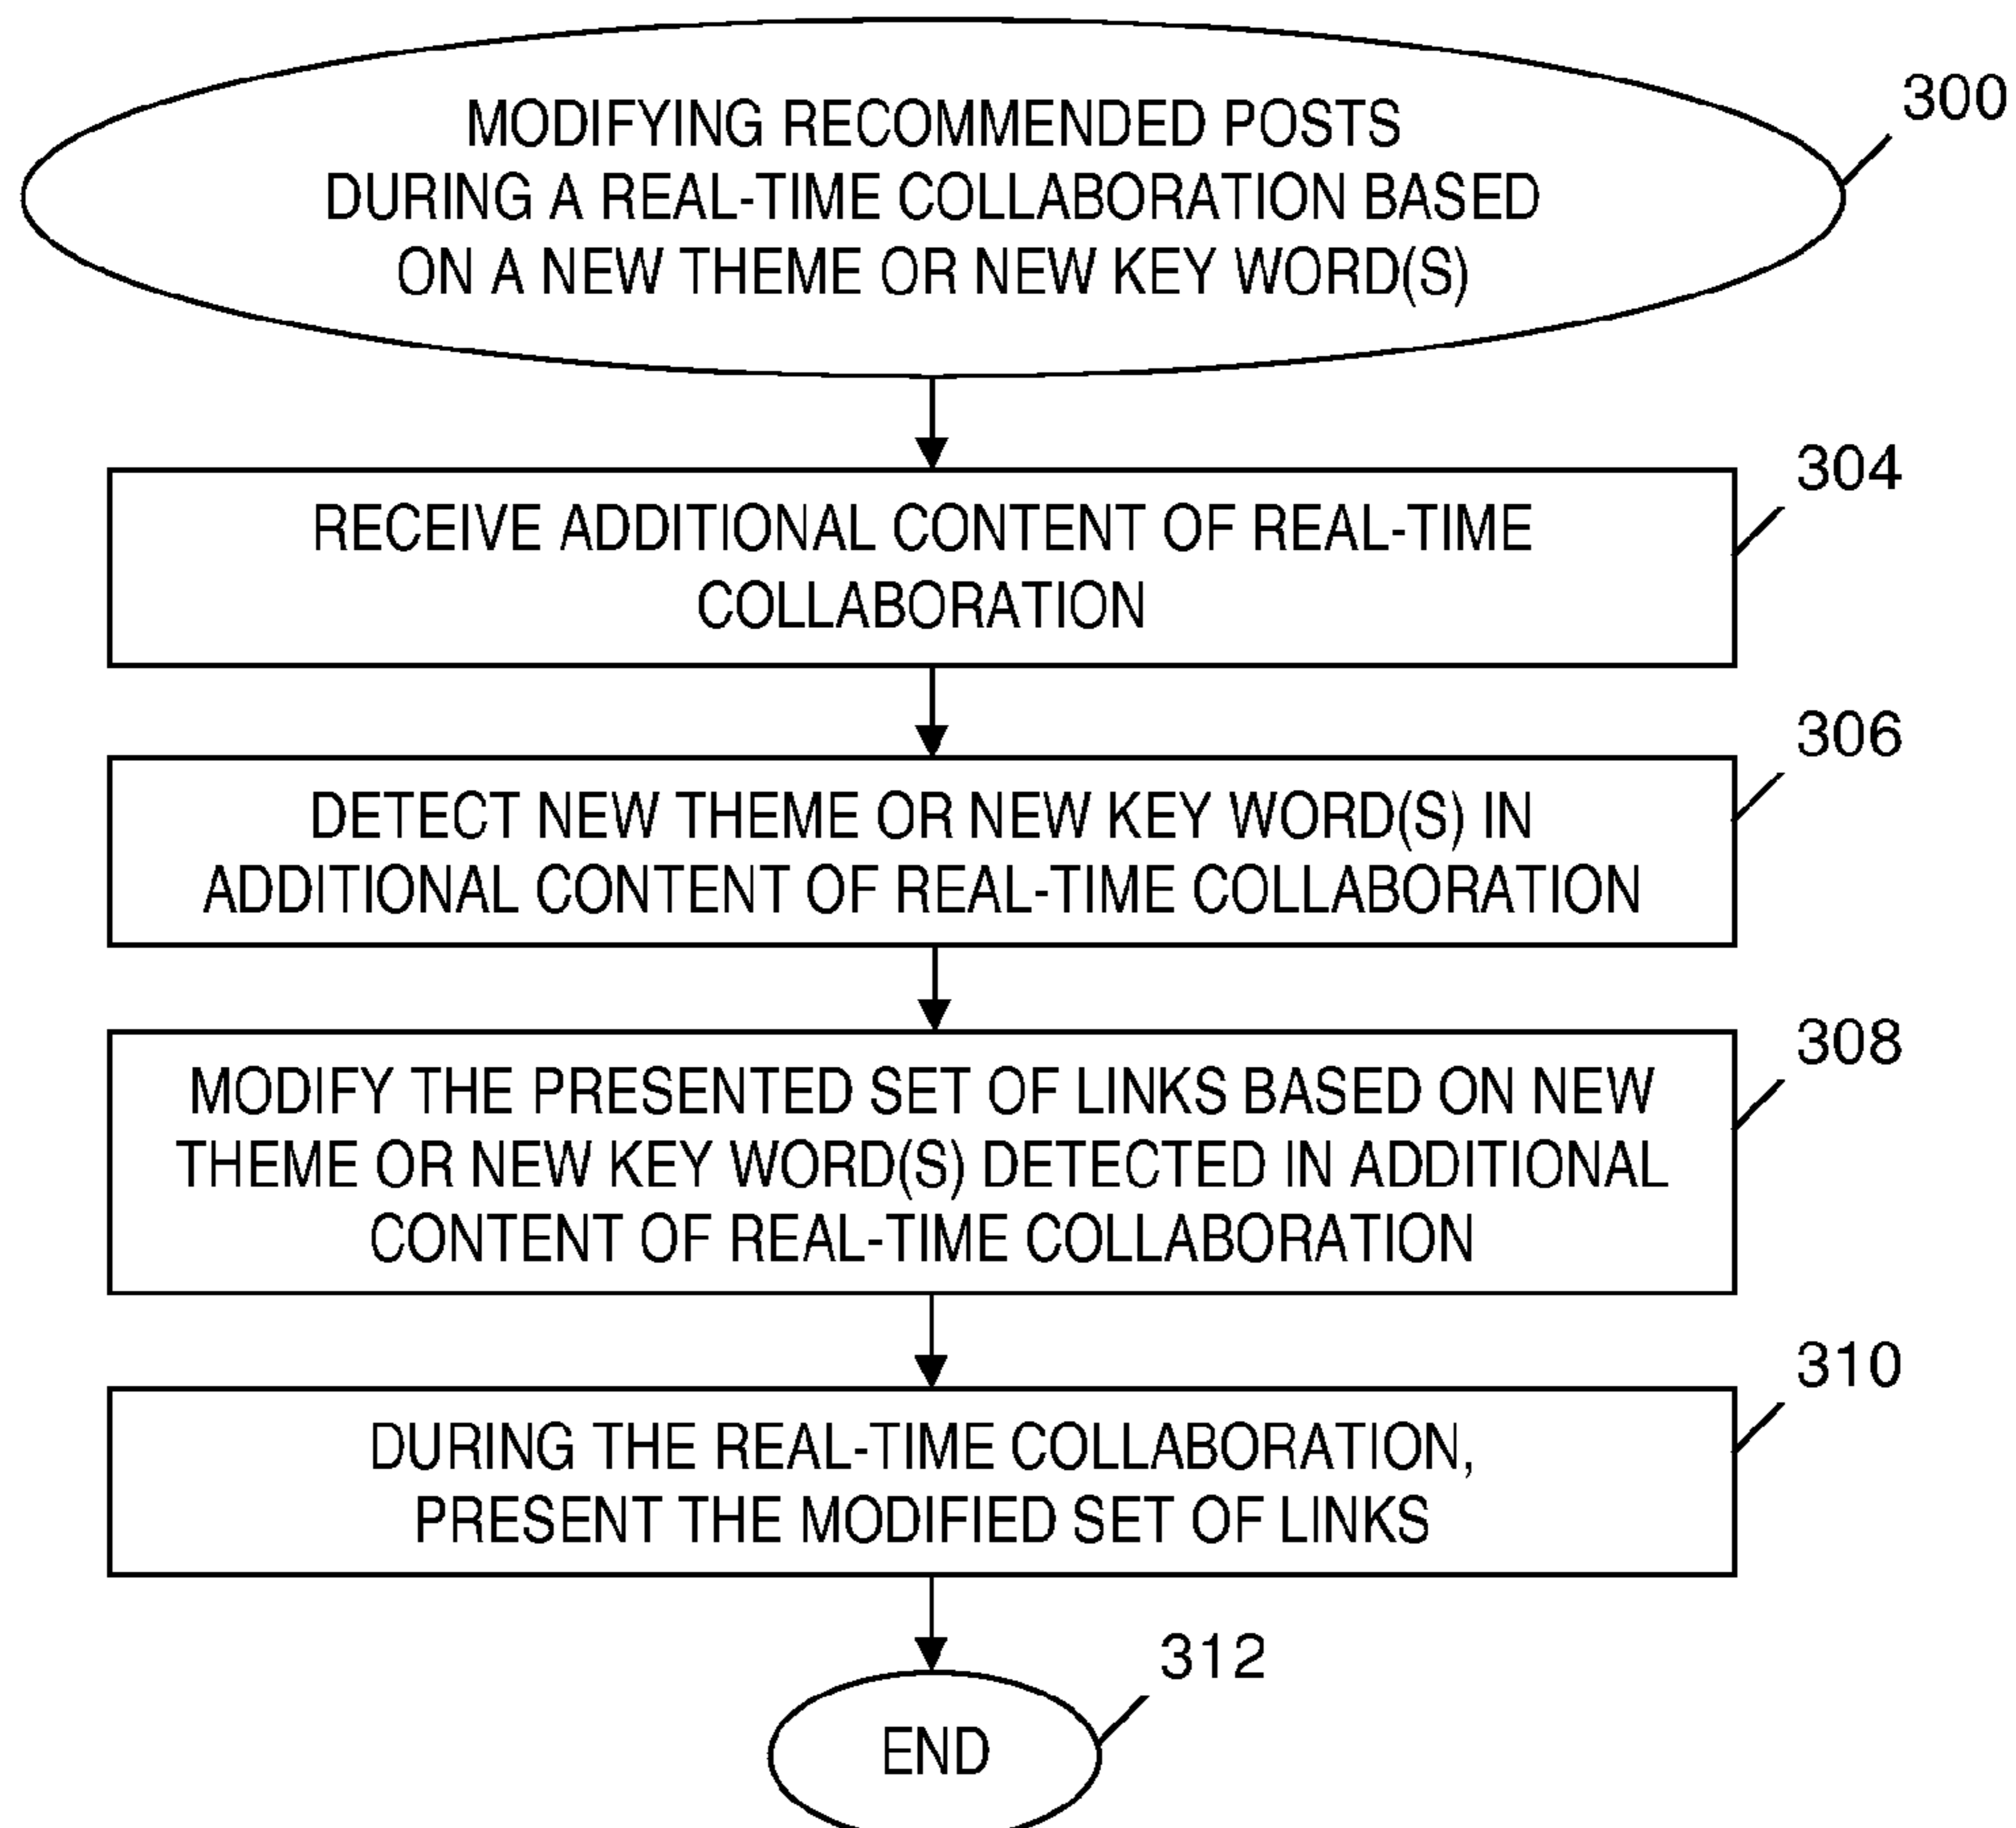 MODIFYING RECOMMENDED POSTS
DURING A REAL-TIME COLLABORATION BASED
ON A NEW THEME OR NEW KEY WORD(S)
300
RECEIVE ADDITIONAL CONTENT OF REAL-TIME
COLLABORATION
304
DETECT NEW THEME OR NEW KEY WORD(S) IN
ADDITIONAL CONTENT OF REAL-TIME COLLABORATION
306
MODIFY THE PRESENTED SET OF LINKS BASED ON NEW
THEME OR NEW KEY WORD(S) DETECTED IN ADDITIONAL
CONTENT OF REAL-TIME COLLABORATION
308
DURING THE REAL-TIME COLLABORATION,
PRESENT THE MODIFIED SET OF LINKS
310
END
312